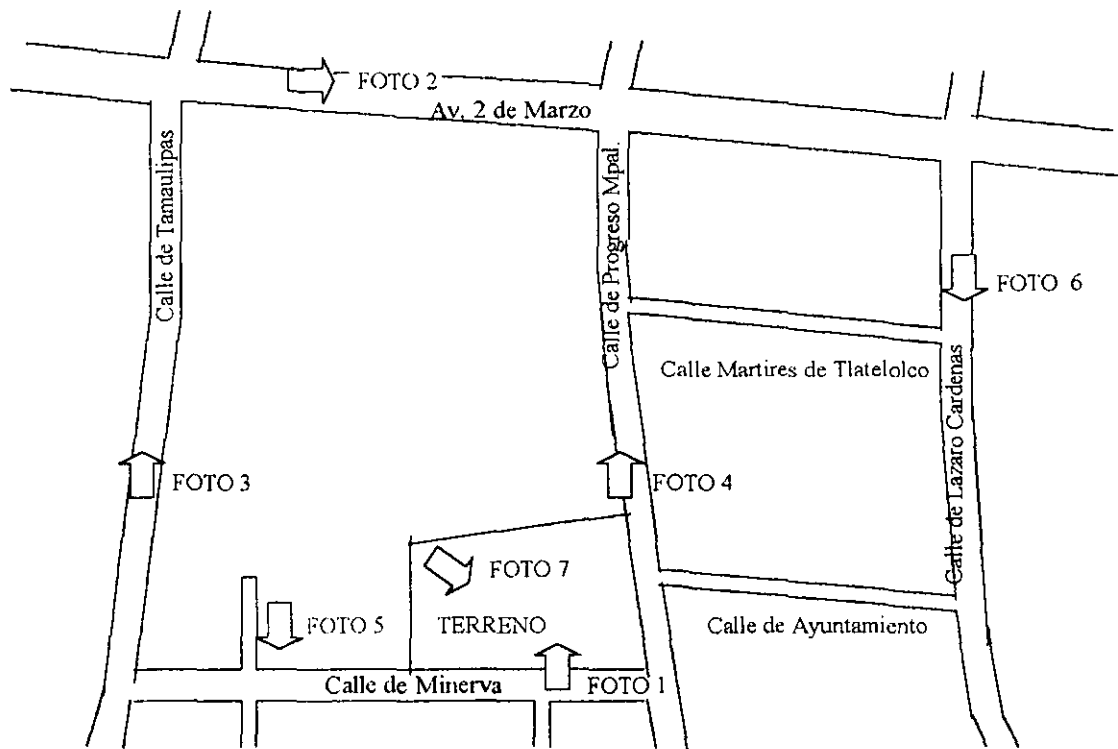 FOTO 2
Av. 2 de Marzo
Calle de Tamaulipas
Calle de Progreso Mpal.
FOTO 6
Calle Martires de Tlatelolco
Calle de Lazaro Cardenas
FOTO 3
FOTO 4
FOTO 7
FOTO 5
TERRENO
Calle de Ayuntamiento
Calle de Minerva
FOTO 1